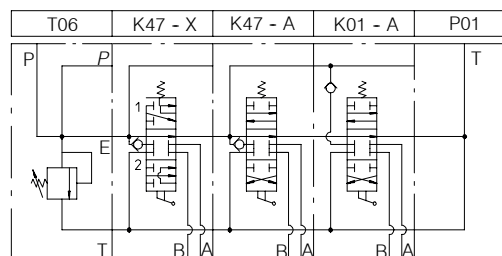 T06 K47 - X K47 - A K01 - A P01
P P T
1
E
2
T B A B A B A